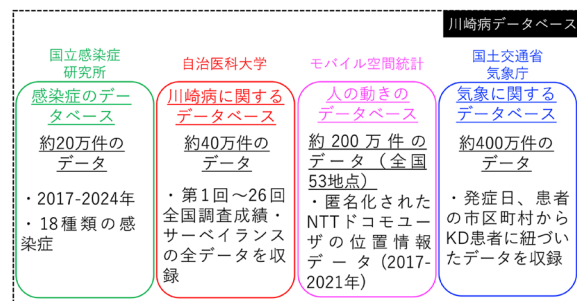 川崎病データベース
国立感染症
研究所
感染症のデー
タベース
約20万件の
データ
・2017-2024年
・18種類の感
染症
自治医科大学
川崎病に関する
データベース
約40万件の
データ
・第1回～26回
全国調査成績・
サーベイランス
の全データを収
録
モバイル空間統計
人の動きの
データベース
約200万件の
データ（全国
53地点）
・匿名化された
NTTドコモユー
ザの位置情報
データ(2017-
2021年)
国土交通省
気象庁
気象に関する
データベース
約400万件の
データ
・発症日、患者
の市区町村から
KD患者に紐づい
たデータを収録